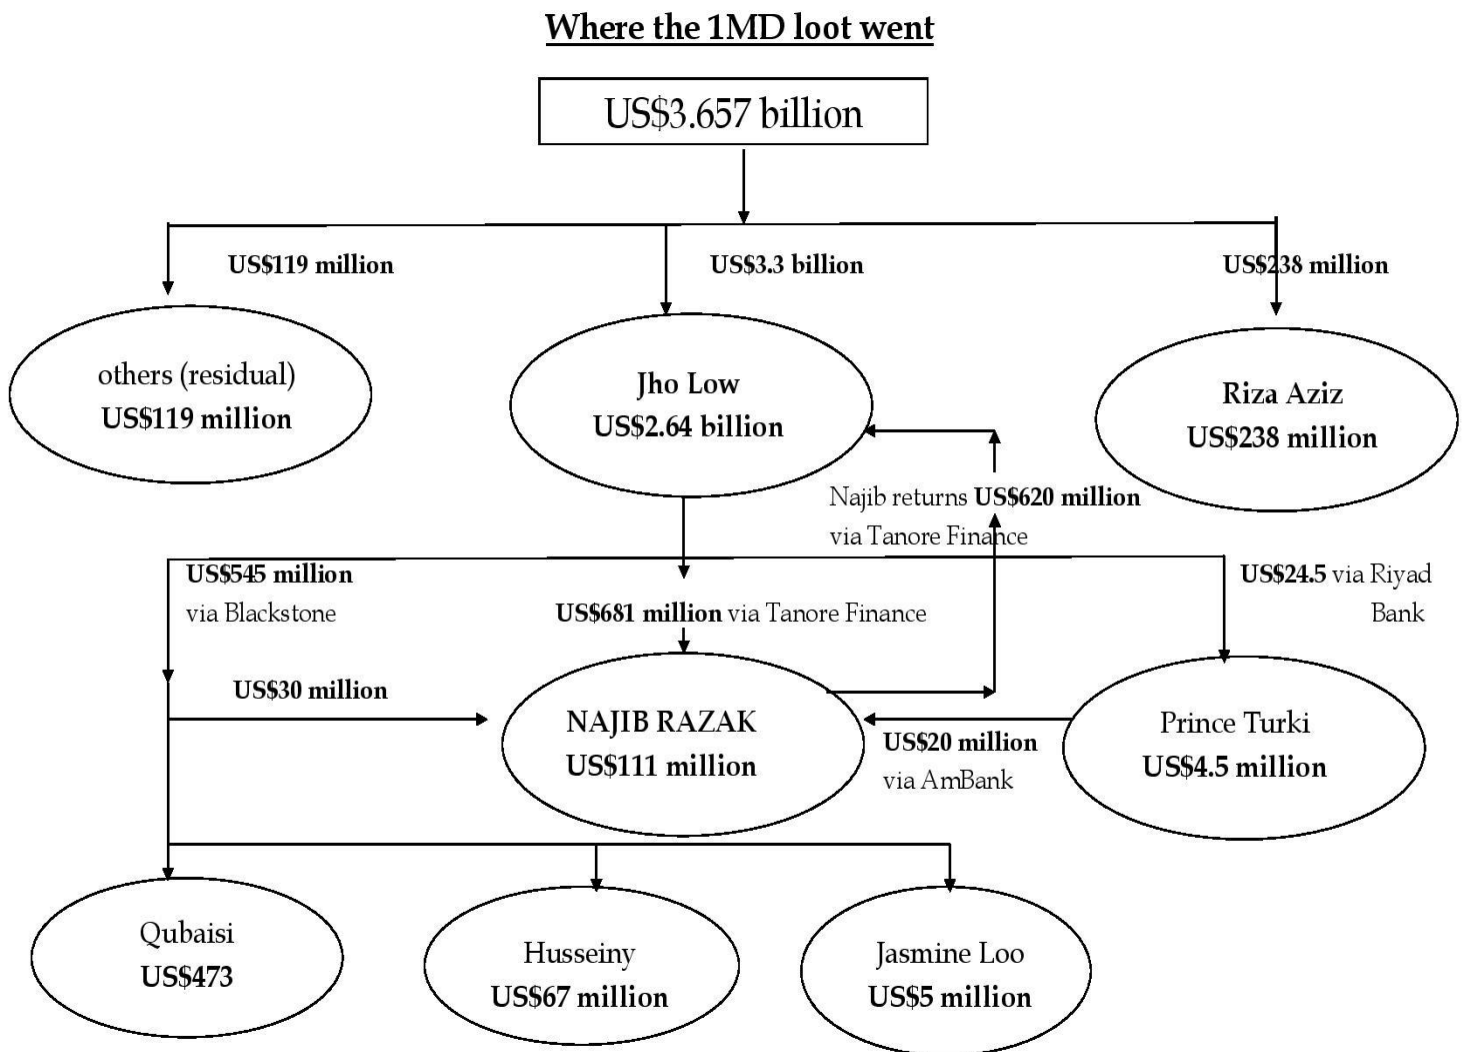 Where the 1MD loot went
US$3.657 billion
US$119 million
US$3.3 billion
US$238 million
others (residual)
US$119 million
Jho Low
US$2.64 billion
Riza Aziz
US$238 million
Najib returns US$620 million
via Tanore Finance
US$545 million
via Blackstone
US$681 million via Tanore Finance
US$24.5 via Riyad
Bank
US$30 million
NAJIB RAZAK
US$111 million
US$20 million
via AmBank
Prince Turki
US$4.5 million
Qubaisi
US$473
Husseiny
US$67 million
Jasmine Loo
US$5 million